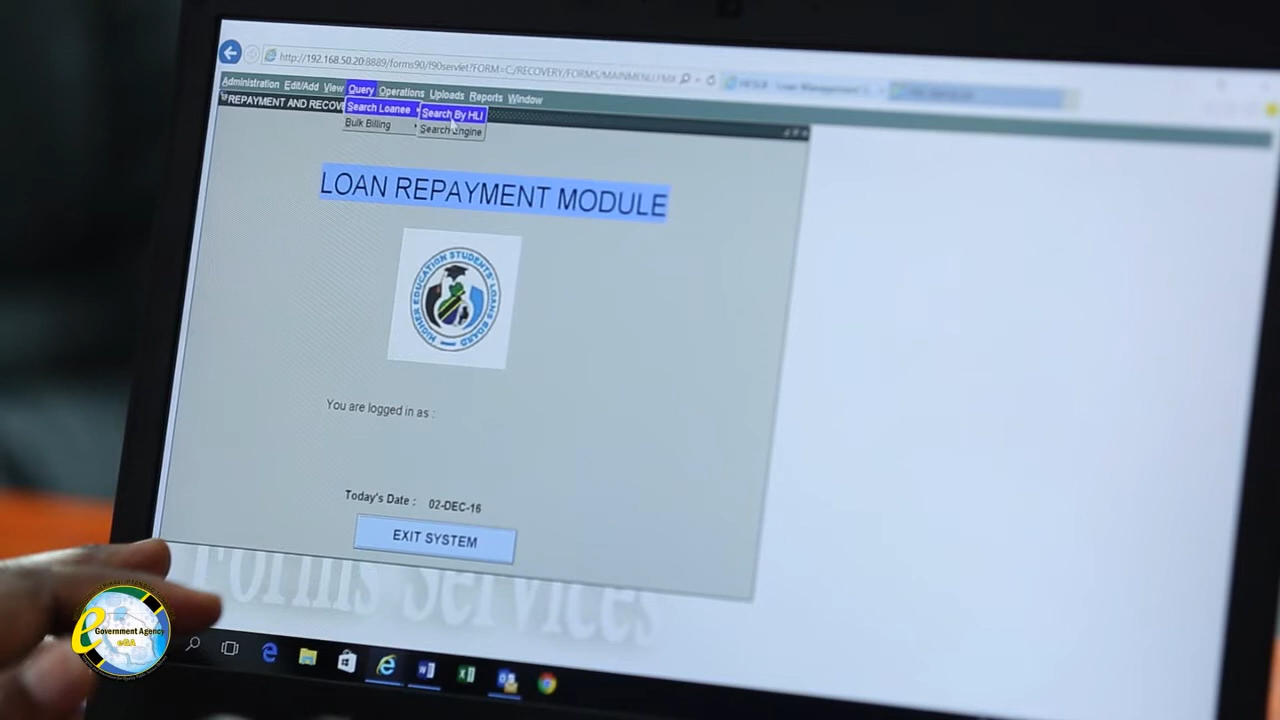 http://192.168.50.20:8889/forms90/f90servlet?FORM=C:/RECOVERY/FORMS/MAINMENU.FM
Administration Edit/Add View Query Operations Uploads Reports Window
REPAYMENT AND RECOV
Search Loanee
Search By HLI
Bulk Billing
Search Engine
LOAN REPAYMENT MODULE
HIGHER EDUCATION STUDENTS' LOANS BOARD
You are logged in as :
Today's Date : 02-DEC-16
EXIT SYSTEM
Forms Services
e Government Agency
eGA